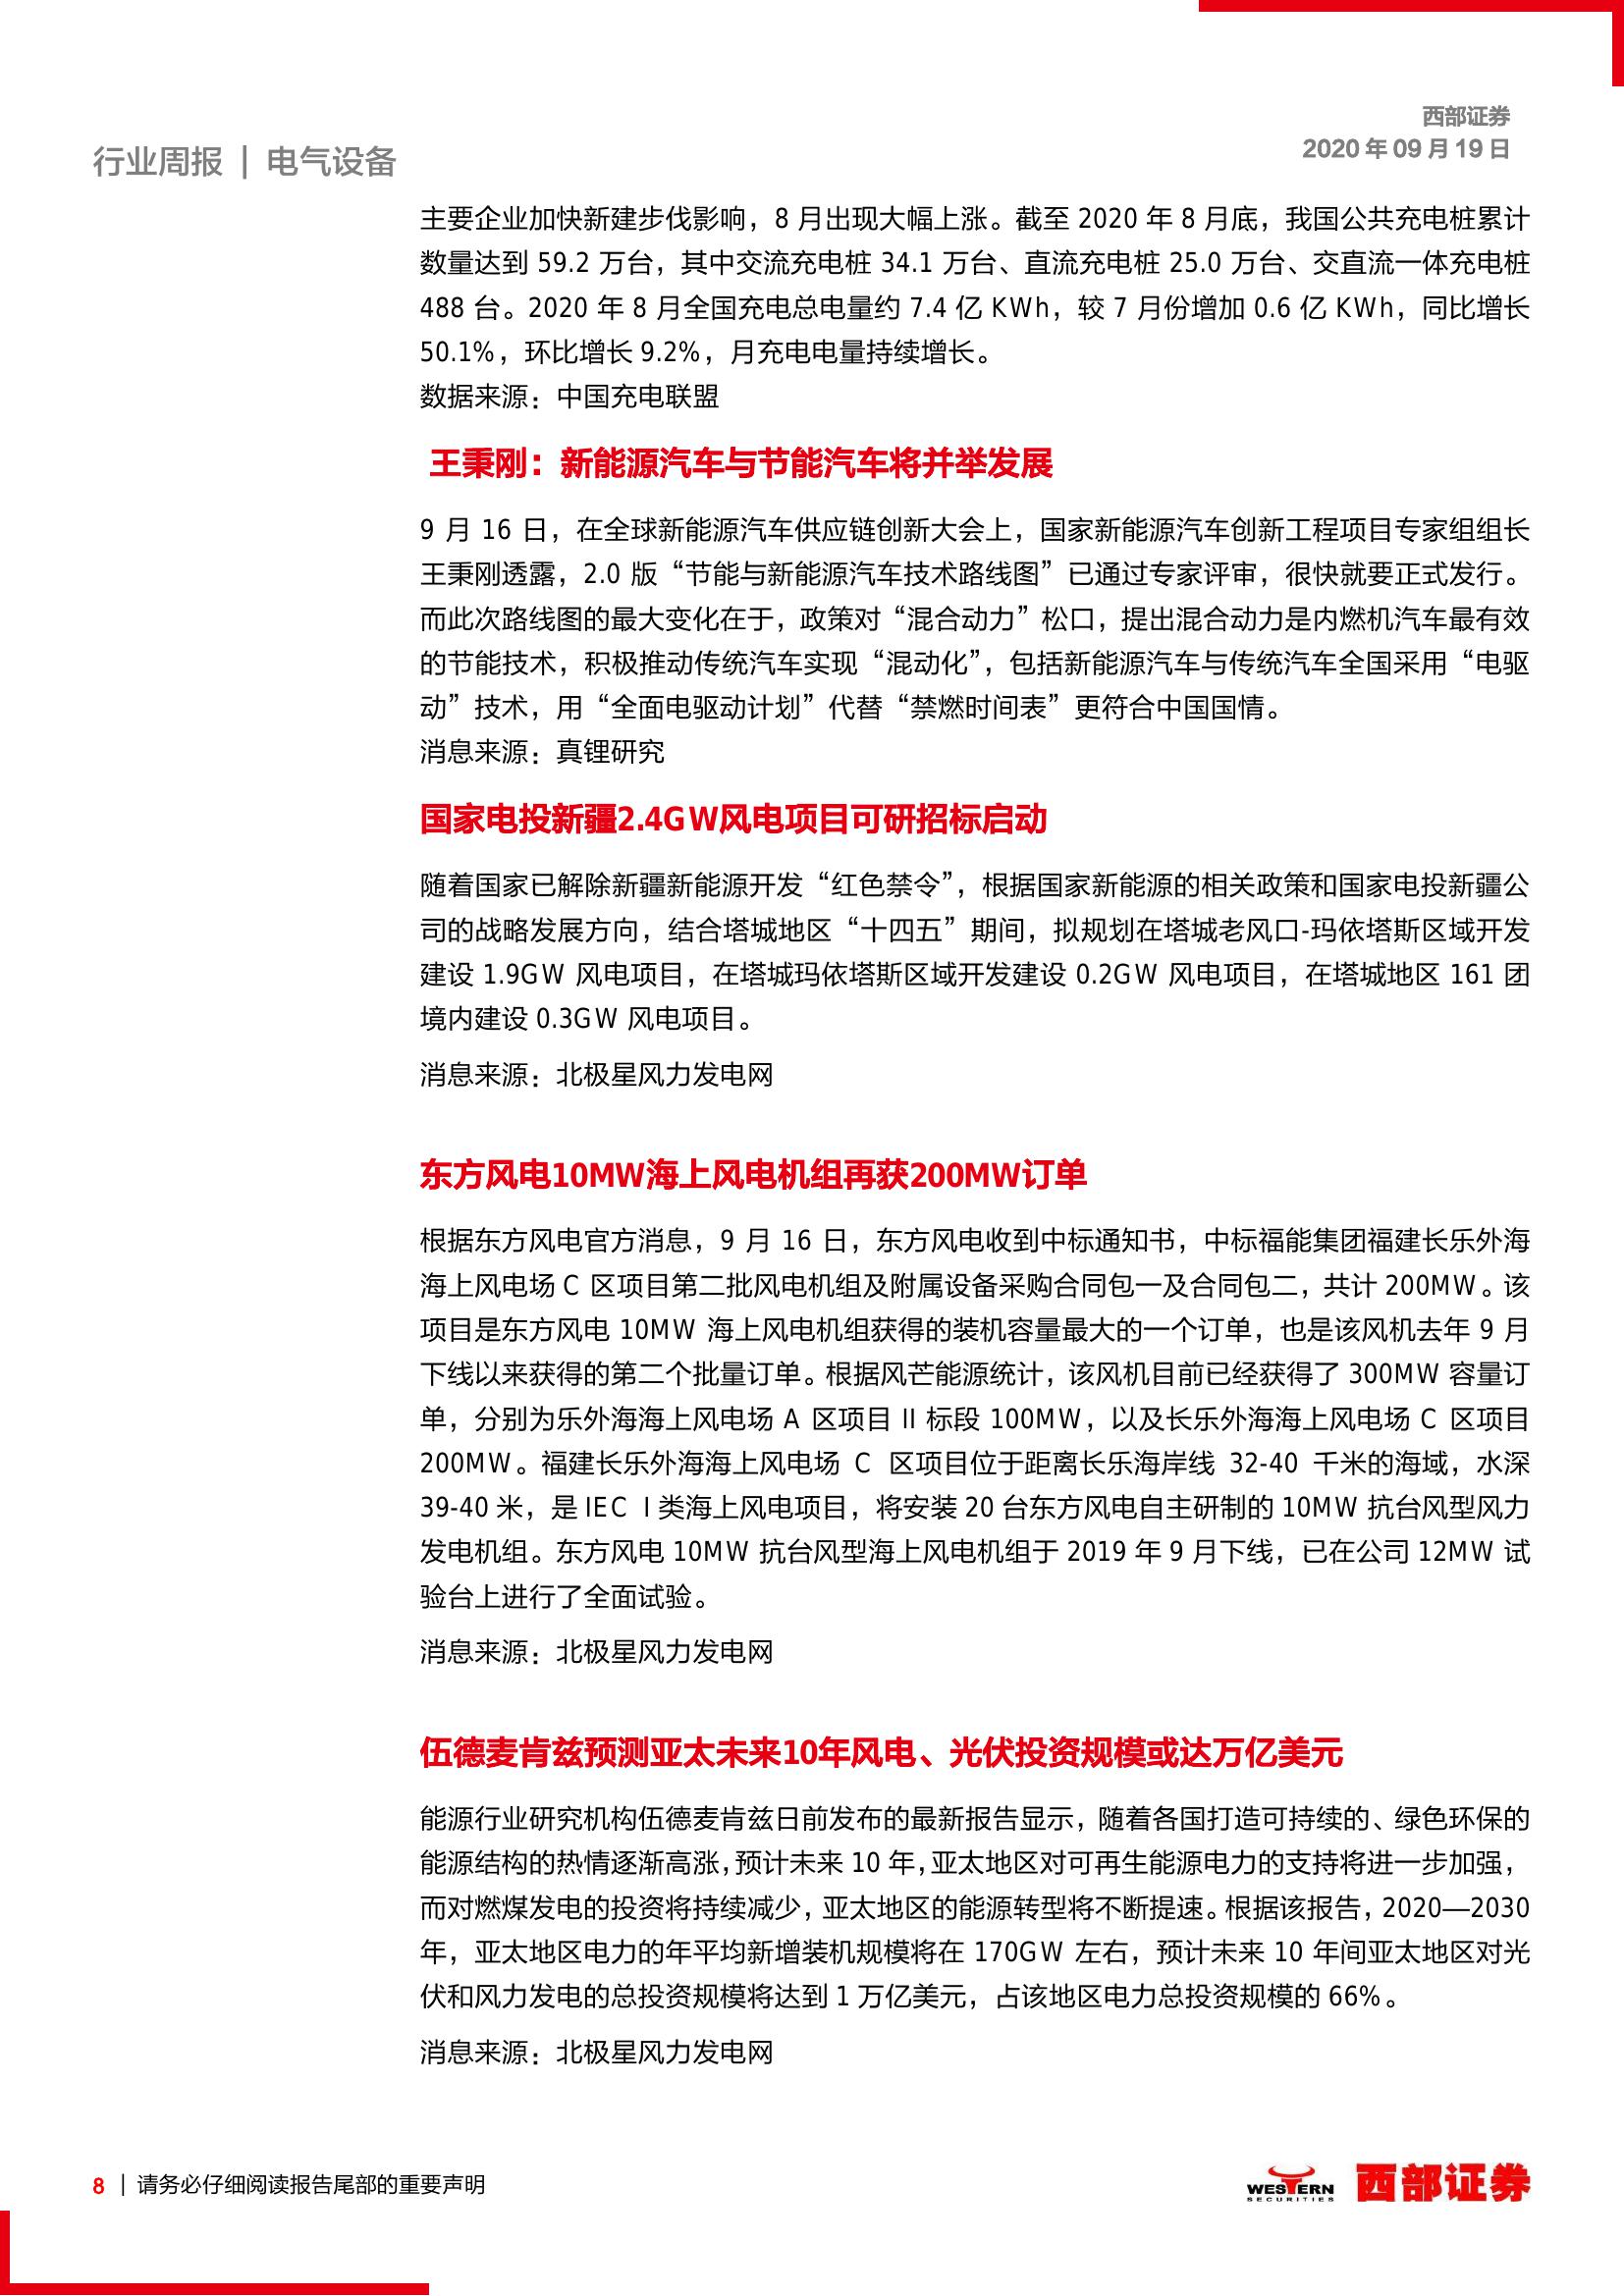 西部证券
2020 年 09 月 19 日
行业周报 | 电气设备
主要企业加快新建步伐影响，8 月出现大幅上涨。截至 2020 年 8 月底，我国公共充电桩累计
数量达到 59.2 万台，其中交流充电桩 34.1 万台、直流充电桩 25.0 万台、交直流一体充电桩
488 台。2020 年 8 月全国充电总电量约 7.4 亿 KWh，较 7 月份增加 0.6 亿 KWh，同比增长
50.1%，环比增长 9.2%，月充电电量持续增长。
数据来源：中国充电联盟
王秉刚：新能源汽车与节能汽车将并举发展
9 月 16 日，在全球新能源汽车供应链创新大会上，国家新能源汽车创新工程项目专家组组长
王秉刚透露，2.0 版“节能与新能源汽车技术路线图”已通过专家评审，很快就要正式发行。
而此次路线图的最大变化在于，政策对“混合动力”松口，提出混合动力是内燃机汽车最有效
的节能技术，积极推动传统汽车实现“混动化”，包括新能源汽车与传统汽车全国采用“电驱
动”技术，用“全面电驱动计划”代替“禁燃时间表”更符合中国国情。
消息来源：真锂研究
国家电投新疆2.4GW风电项目可研招标启动
随着国家已解除新疆新能源开发“红色禁令”，根据国家新能源的相关政策和国家电投新疆公
司的战略发展方向，结合塔城地区“十四五”期间，拟规划在塔城老风口-玛依塔斯区域开发
建设 1.9GW 风电项目，在塔城玛依塔斯区域开发建设 0.2GW 风电项目，在塔城地区 161 团
境内建设 0.3GW 风电项目。
消息来源：北极星风力发电网
东方风电10MW海上风电机组再获200MW订单
根据东方风电官方消息，9 月 16 日，东方风电收到中标通知书，中标福能集团福建长乐外海
海上风电场 C 区项目第二批风电机组及附属设备采购合同包一及合同包二，共计 200MW。该
项目是东方风电 10MW 海上风电机组获得的装机容量最大的一个订单，也是该风机去年 9 月
下线以来获得的第二个批量订单。根据风芒能源统计，该风机目前已经获得了 300MW 容量订
单，分别为乐外海海上风电场 A 区项目 II 标段 100MW，以及长乐外海海上风电场 C 区项目
200MW。福建长乐外海海上风电场 C 区项目位于距离长乐海岸线 32-40 千米的海域，水深
39-40 米，是 IEC I 类海上风电项目，将安装 20 台东方风电自主研制的 10MW 抗台风型风力
发电机组。东方风电 10MW 抗台风型海上风电机组于 2019 年 9 月下线，已在公司 12MW 试
验台上进行了全面试验。
消息来源：北极星风力发电网
伍德麦肯兹预测亚太未来10年风电、光伏投资规模或达万亿美元
能源行业研究机构伍德麦肯兹日前发布的最新报告显示，随着各国打造可持续的、绿色环保的
能源结构的热情逐渐高涨，预计未来 10 年，亚太地区对可再生能源电力的支持将进一步加强，
而对燃煤发电的投资将持续减少，亚太地区的能源转型将不断提速。根据该报告，2020—2030
年，亚太地区电力的年平均新增装机规模将在 170GW 左右，预计未来 10 年间亚太地区对光
伏和风力发电的总投资规模将达到 1 万亿美元，占该地区电力总投资规模的 66%。
消息来源：北极星风力发电网
8 | 请务必仔细阅读报告尾部的重要声明
WESTERN
SECURITIES
西部证券